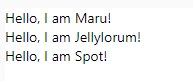 Hello, I am Maru!
Hello, I am Jellylorum!
Hello, I am Spot!